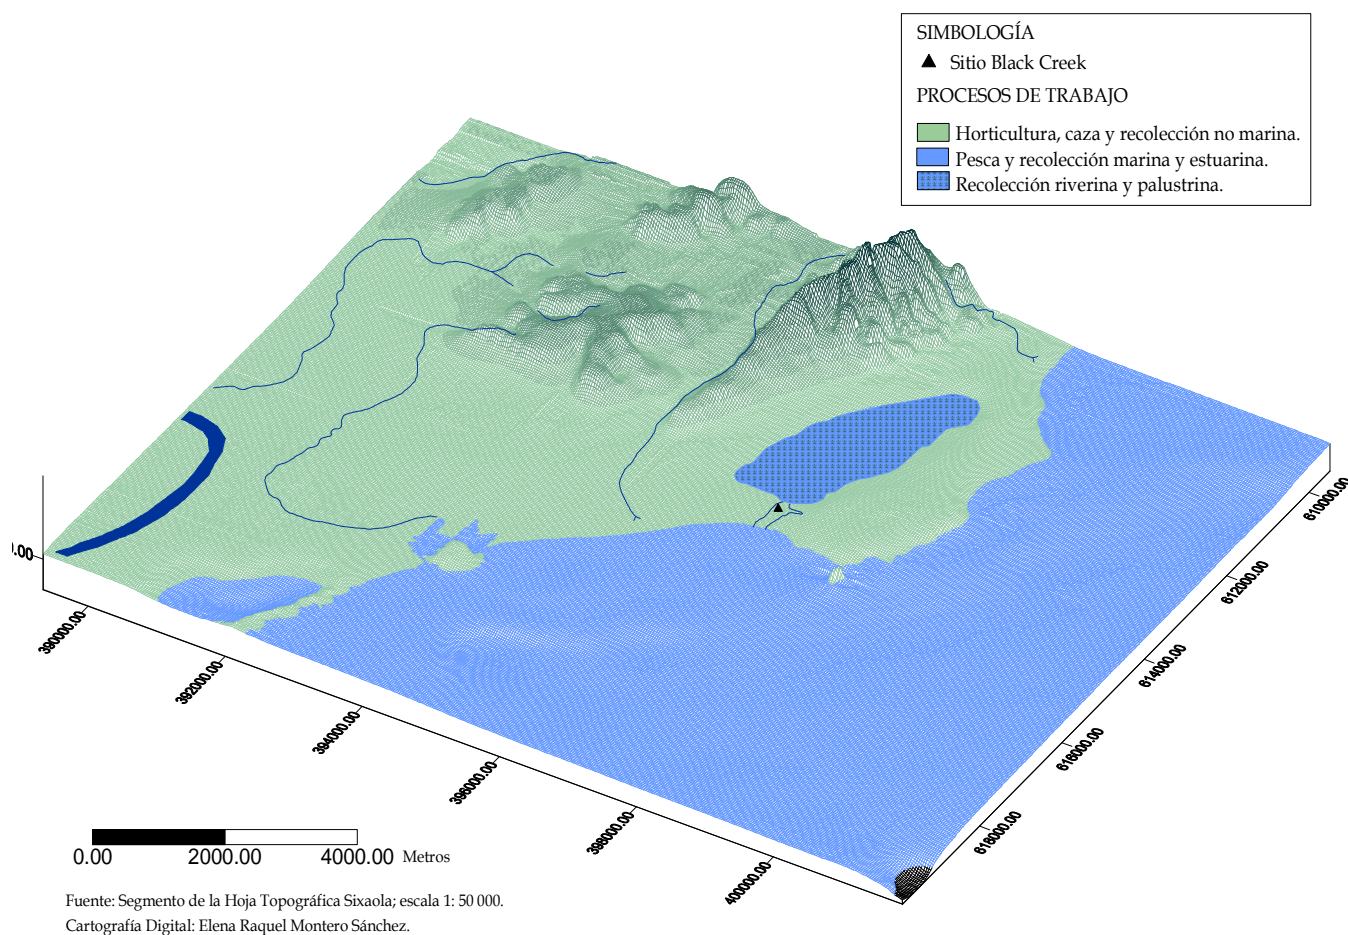 SIMBOLOGÍA
Sitio Black Creek
PROCESOS DE TRABAJO
Horticultura, caza y recolección no marina.
Pesca y recolección marina y estuarina.
Recolección riverina y palustrina.
).00
390000.00
392000.00
394000.00
396000.00
398000.00
400000.00
610000.00
612000.00
614000.00
616000.00
618000.00
0.00 2000.00 4000.00 Metros
Fuente: Segmento de la Hoja Topográfica Sixaola; escala 1: 50 000.
Cartografía Digital: Elena Raquel Montero Sánchez.